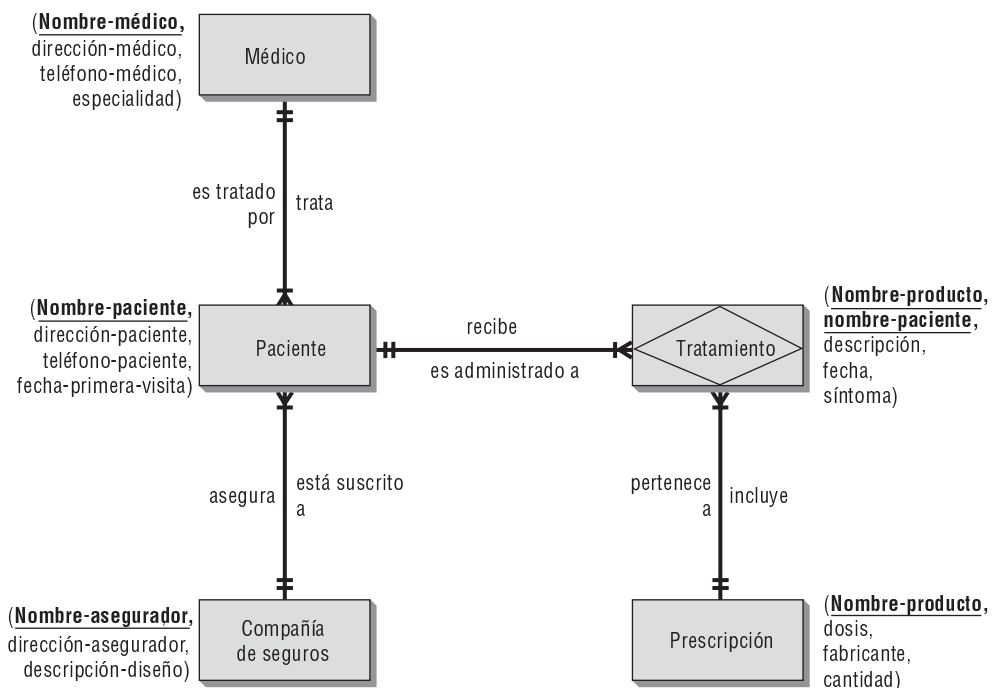 (Nombre-médico,
dirección-médico,
teléfono-médico,
especialidad)
Médico
es tratado
por
trata
(Nombre-paciente,
dirección-paciente,
teléfono-paciente,
fecha-primera-visita)
Paciente
recibe
es administrado a
Tratamiento
(Nombre-producto,
nombre-paciente,
descripción,
fecha,
síntoma)
asegura
está suscrito
a
pertenece
a
incluye
(Nombre-asegurador,
dirección-asegurador,
descripción-diseño)
Compañía
de seguros
Prescripción
(Nombre-producto,
dosis,
fabricante,
cantidad)